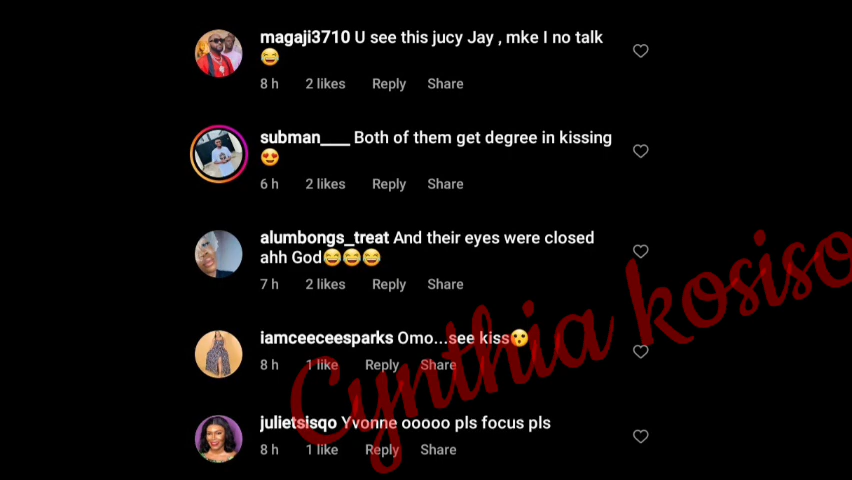 magaji3710 U see this jucy Jay , mke I no talk
😂
8 h 2 likes Reply Share
subman____ Both of them get degree in kissing
😍
6 h 2 likes Reply Share
alumbongs_treat And their eyes were closed
ahh God😂😂😂
7 h 2 likes Reply Share
iamceeceesparks Omo...see kiss😯
8 h 1 like Reply Share
julietsisqo Yvonne ooooo pls focus pls
8 h 1 like Reply Share
Cynthia kosiso